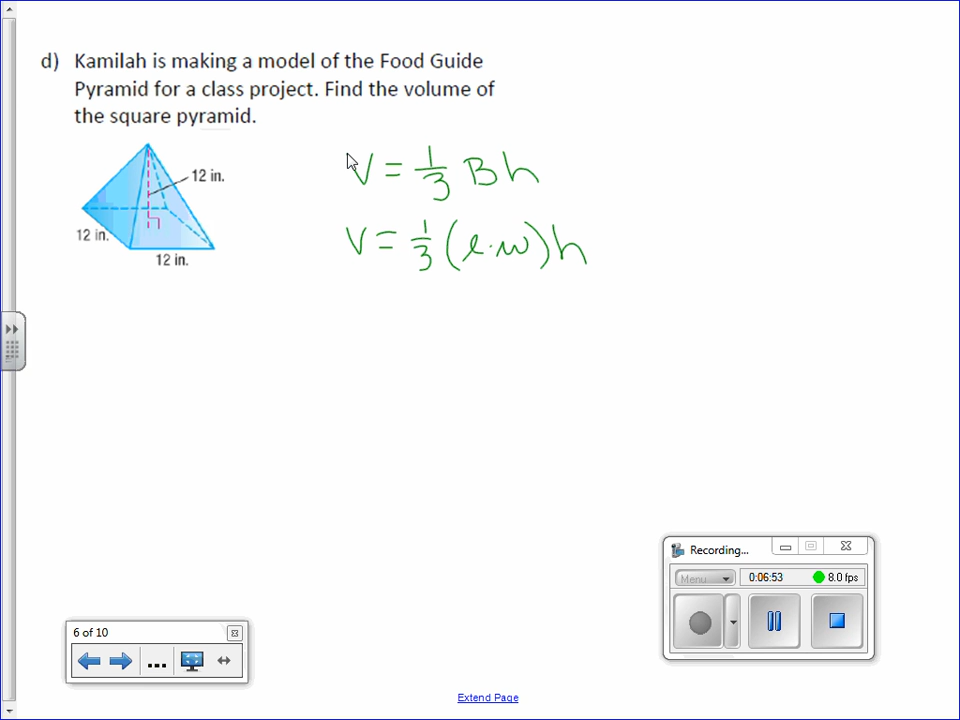 d) Kamilah is making a model of the Food Guide
Pyramid for a class project. Find the volume of
the square pyramid.
12 in.
12 in.
12 in.
V = 1/3 Bh
V = 1/3 (l·w)h
Recording...
Menu
0:06:53
8.0 fps
6 of 10
...
Extend Page